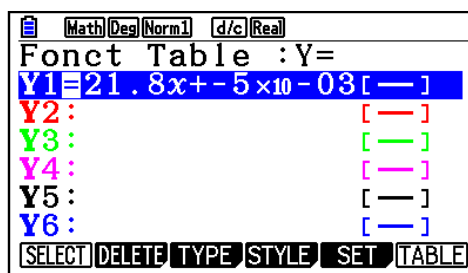 Math Deg Norm1 d/c Real
Fonct Table :Y=
Y1=21.8x+-5×10-03[—]
Y2: [—]
Y3: [—]
Y4: [—]
Y5: [—]
Y6: [—]
SELECT DELETE TYPE STYLE SET TABLE